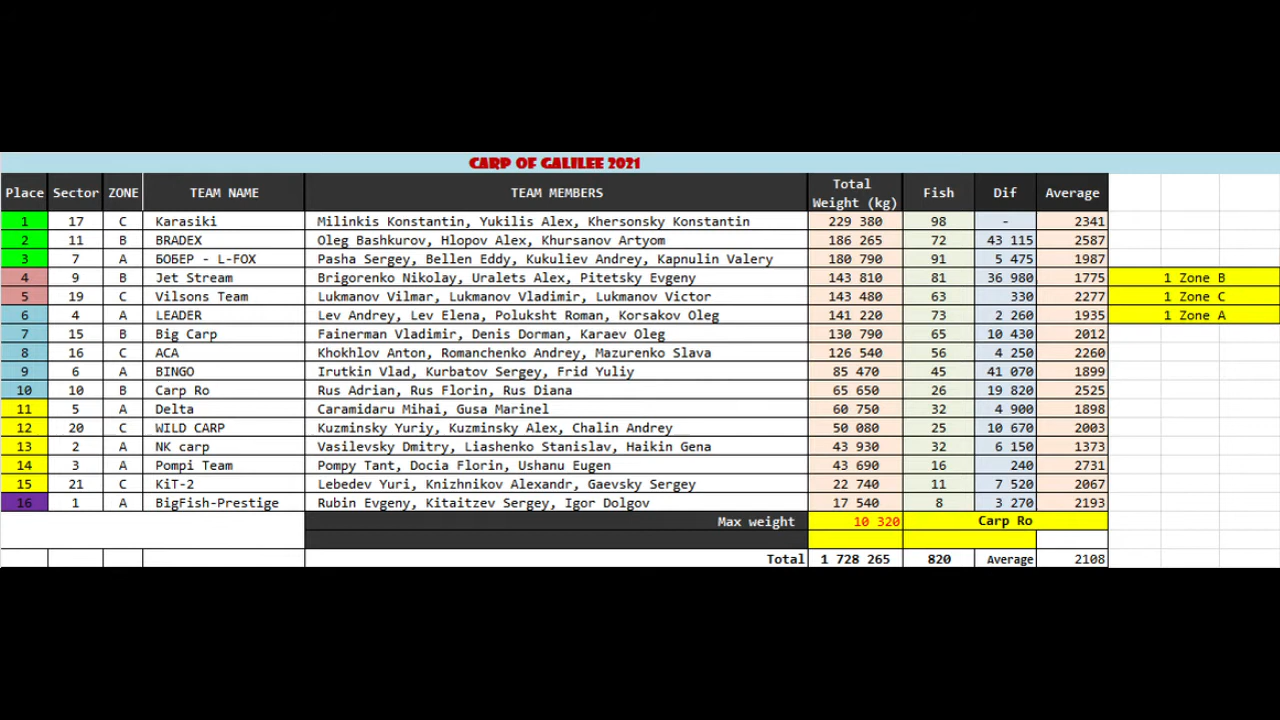 CARP OF GALILEE 2021
Place Sector ZONE TEAM NAME TEAM MEMBERS Total Weight (kg) Fish Dif Average
1 17 C Karasiki Milinkis Konstantin, Yukilis Alex, Khersonsky Konstantin 229 380 98 - 2341
2 11 B BRADEX Oleg Bashkurov, Hlopov Alex, Khursanov Artyom 186 265 72 43 115 2587
3 7 A БОБЕР - L-FOX Pasha Sergey, Bellen Eddy, Kukuliev Andrey, Kapnulin Valery 180 790 91 5 475 1987
4 9 B Jet Stream Brigorenko Nikolay, Uralets Alex, Pitetsky Evgeny 143 810 81 36 980 1775 1 Zone B
5 19 C Vilsons Team Lukmanov Vilmar, Lukmanov Vladimir, Lukmanov Victor 143 480 63 330 2277 1 Zone C
6 4 A LEADER Lev Andrey, Lev Elena, Poluksht Roman, Korsakov Oleg 141 220 73 2 260 1935 1 Zone A
7 15 B Big Carp Fainerman Vladimir, Denis Dorman, Karaev Oleg 130 790 65 10 430 2012
8 16 C ACA Khokhlov Anton, Romanchenko Andrey, Mazurenko Slava 126 540 56 4 250 2260
9 6 A BINGO Irutkin Vlad, Kurbatov Sergey, Frid Yuliy 85 470 45 41 070 1899
10 10 B Carp Ro Rus Adrian, Rus Florin, Rus Diana 65 650 26 19 820 2525
11 5 A Delta Caramidaru Mihai, Gusa Marinel 60 750 32 4 900 1898
12 20 C WILD CARP Kuzminsky Yuriy, Kuzminsky Alex, Chalin Andrey 50 080 25 10 670 2003
13 2 A NK carp Vasilevsky Dmitry, Liashenko Stanislav, Haikin Gena 43 930 32 6 150 1373
14 3 A Pompi Team Pompy Tant, Docia Florin, Ushanu Eugen 43 690 16 240 2731
15 21 C KiT-2 Lebedev Yuri, Knizhnikov Alexandr, Gaevsky Sergey 22 740 11 7 520 2067
16 1 A BigFish-Prestige Rubin Evgeny, Kitaitzev Sergey, Igor Dolgov 17 540 8 3 270 2193
Max weight 10 320 Carp Ro
Total 1 728 265 820 Average 2108